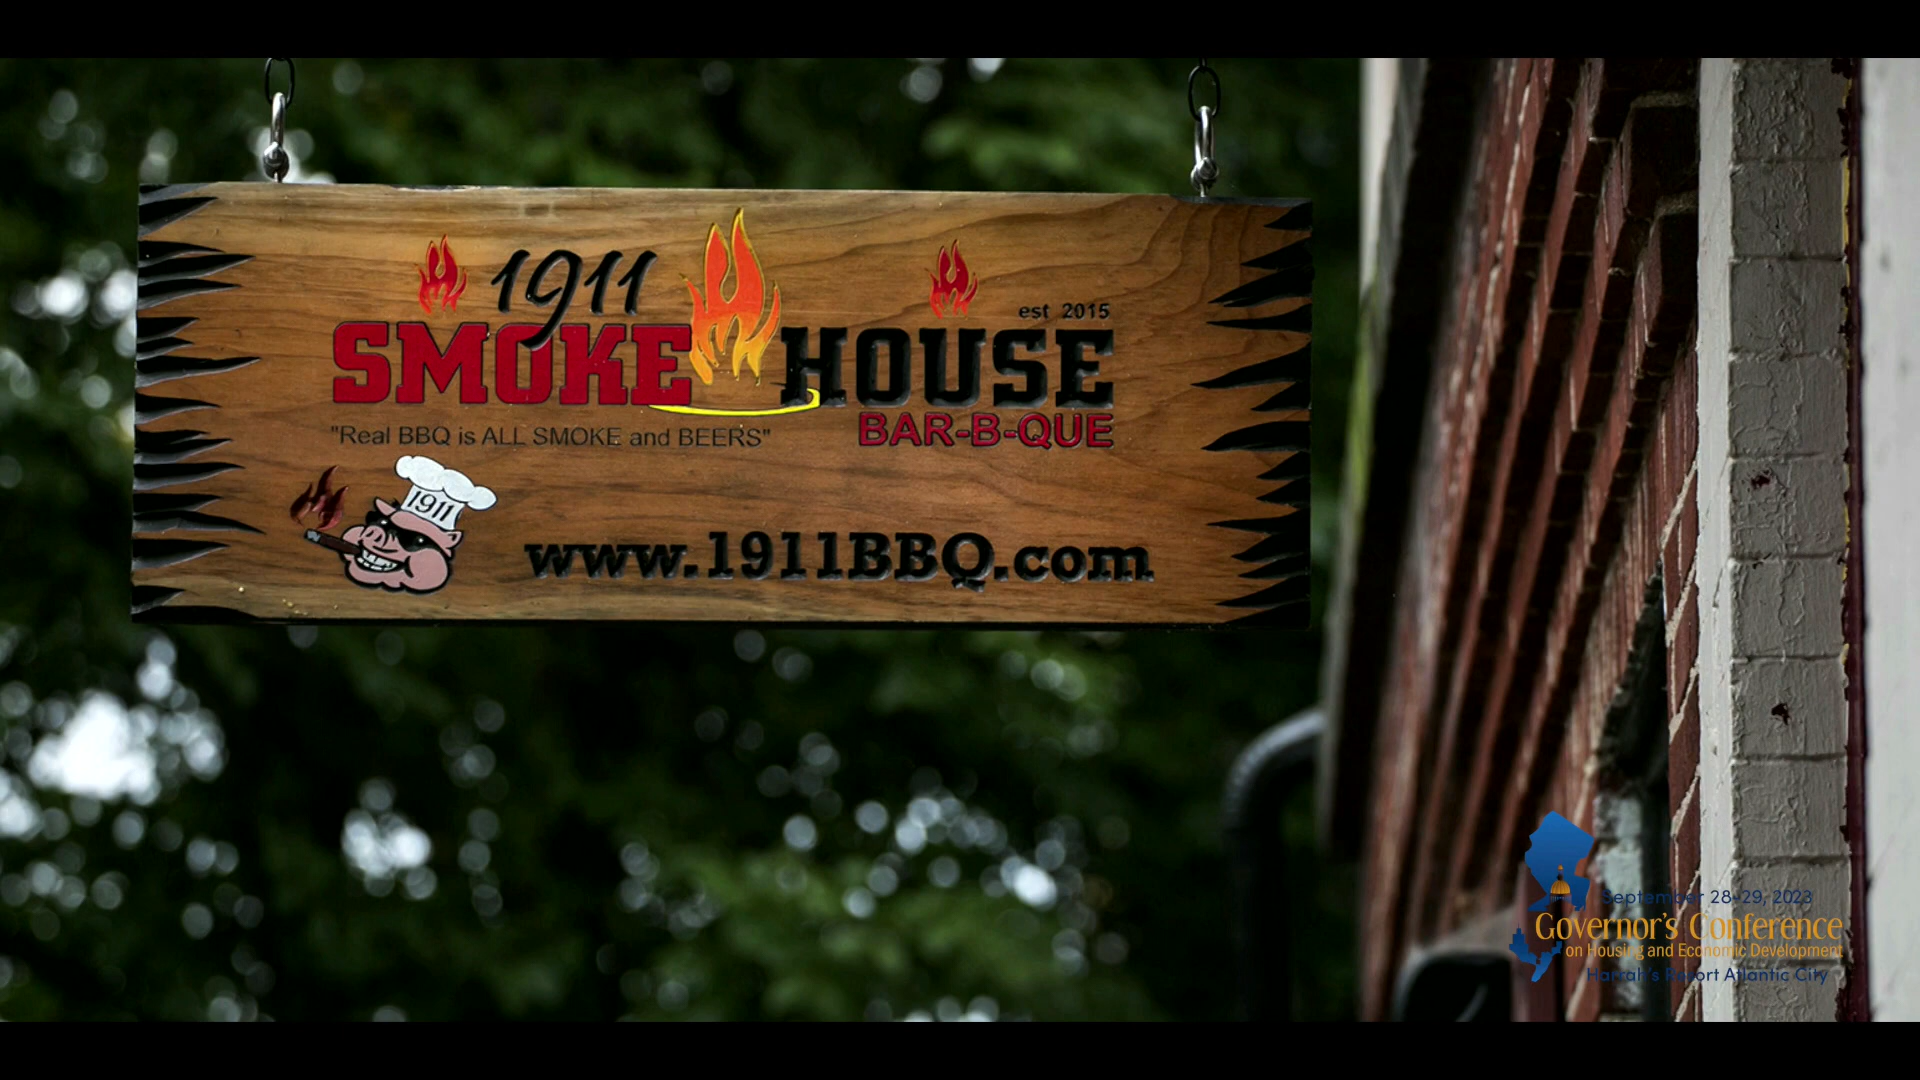 1911
est 2015
SMOKE HOUSE
BAR-B-QUE
"Real BBQ is ALL SMOKE and BEERS"
1911
www.1911BBQ.com
September 28-29, 2023
Governor's Conference
on Housing and Economic Development
Harrah's Resort Atlantic City